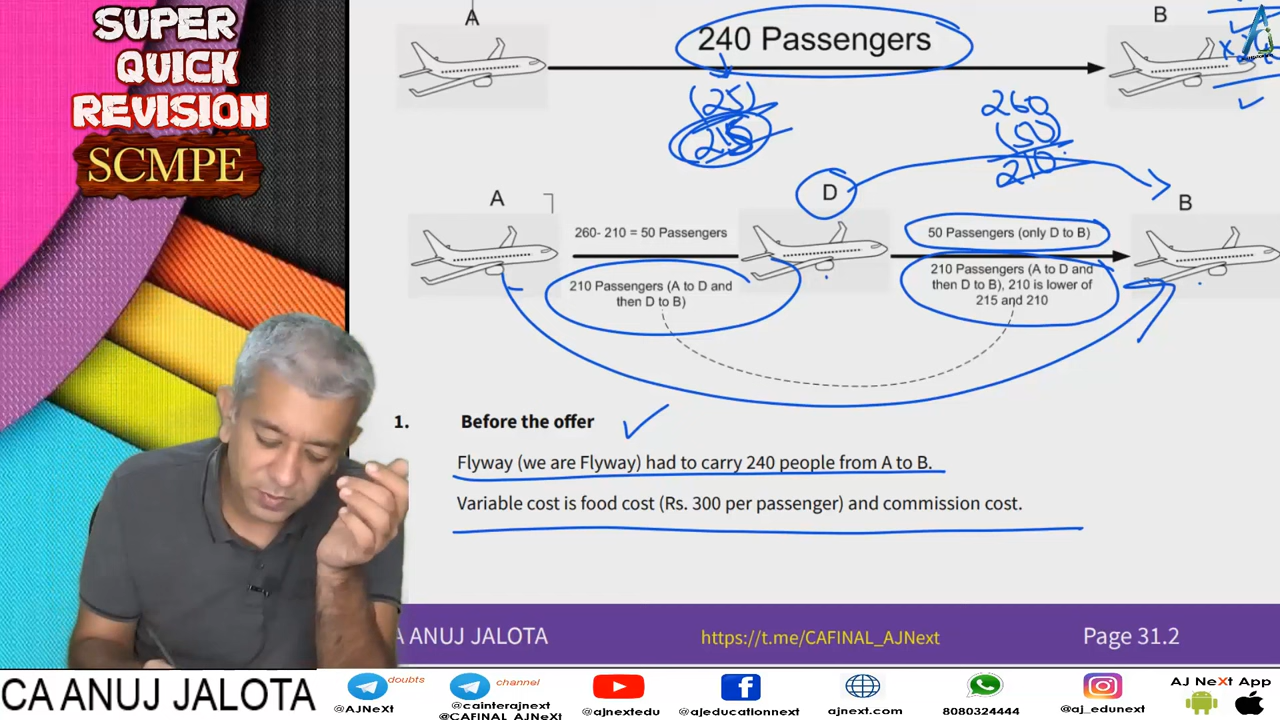 SUPER
QUICK
REVISION
SCMPE
A
B
240 Passengers
(25)
215
260
(50)
210
A
D
B
260- 210 = 50 Passengers
50 Passengers (only D to B)
210 Passengers (A to D and
then D to B)
210 Passengers (A to D and
then D to B), 210 is lower of
215 and 210
1. Before the offer
Flyway (we are Flyway) had to carry 240 people from A to B.
Variable cost is food cost (Rs. 300 per passenger) and commission cost.
A ANUJ JALOTA
https://t.me/CAFINAL_AJNext
Page 31.2
CA ANUJ JALOTA
doubts
@AJNeXt
channel
@cainterajnext
@CAFINAL_AJNeXt
@ajnextedu
@ajeducationnext
ajnext.com
8080324444
@aj_edunext
AJ NeXt App